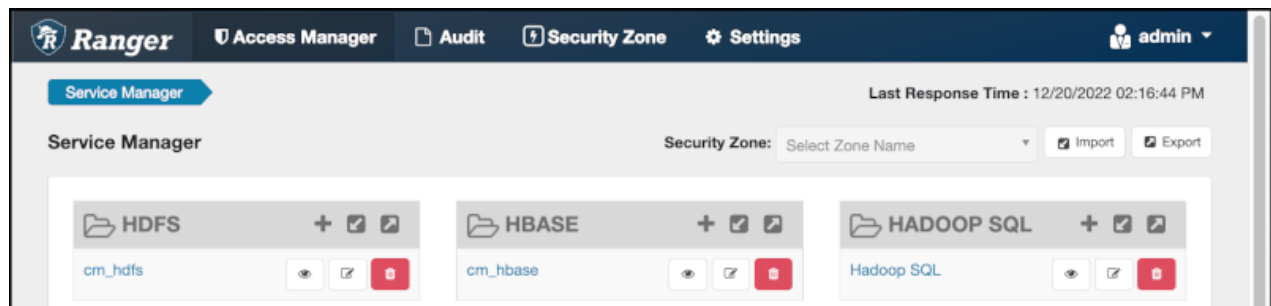 Ranger Access Manager Audit Security Zone Settings admin
Service Manager Last Response Time : 12/20/2022 02:16:44 PM
Service Manager Security Zone: Select Zone Name Import Export
HDFS HBASE HADOOP SQL
cm_hdfs cm_hbase Hadoop SQL